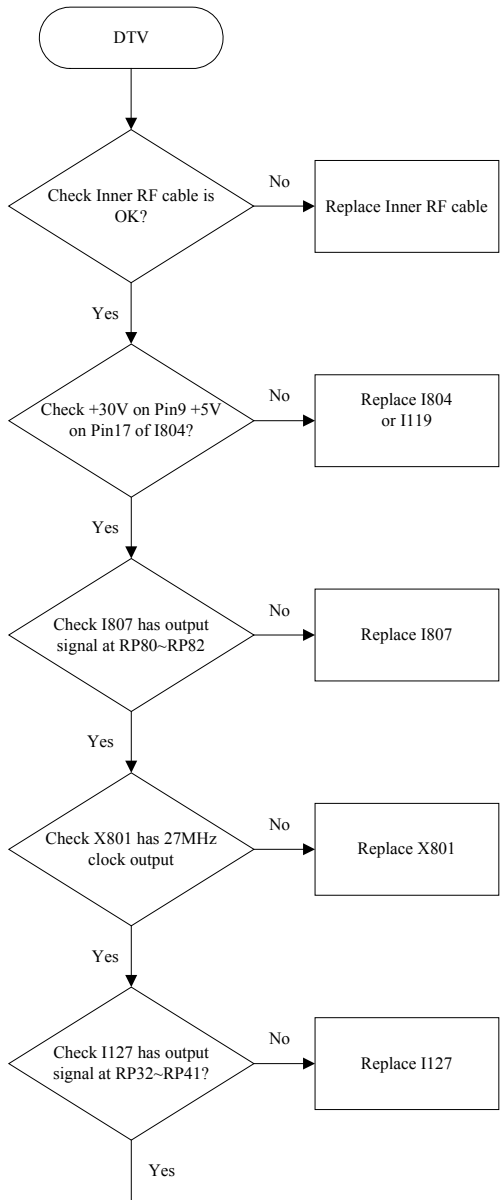 DTV
Check Inner RF cable is
OK?
No
Replace Inner RF cable
Yes
Check +30V on Pin9 +5V
on Pin17 of I804?
No
Replace I804
or I119
Yes
Check I807 has output
signal at RP80~RP82
No
Replace I807
Yes
Check X801 has 27MHz
clock output
No
Replace X801
Yes
Check I127 has output
signal at RP32~RP41?
No
Replace I127
Yes